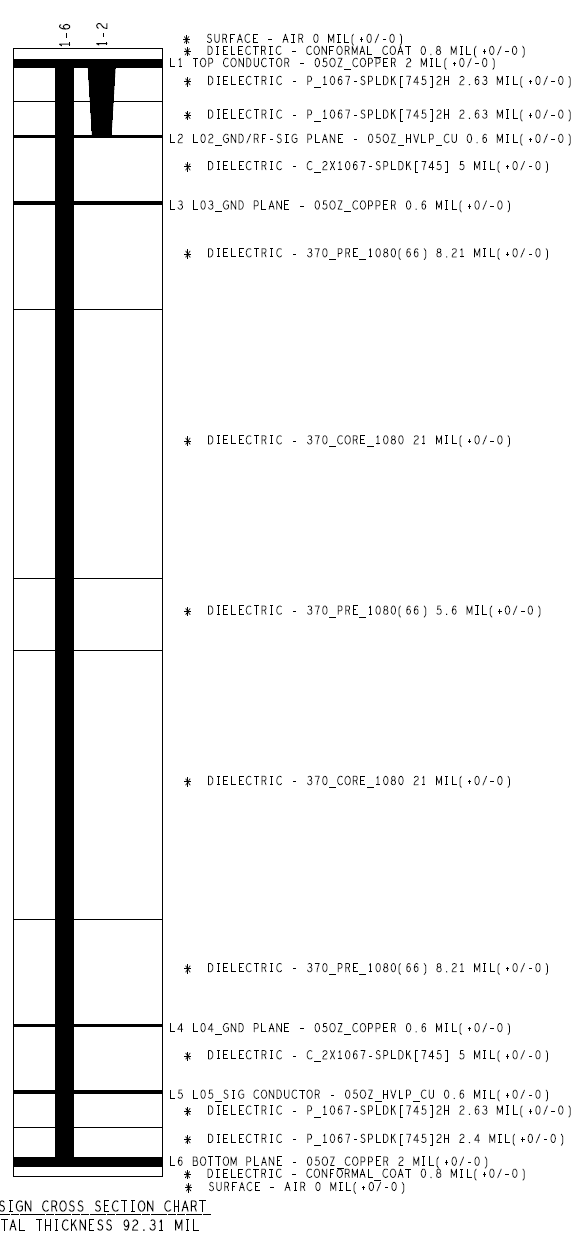 1-6
1-2
* SURFACE - AIR 0 MIL(+0/-0)
* DIELECTRIC - CONFORMAL_COAT 0.8 MIL(+0/-0)
L1 TOP CONDUCTOR - 05OZ_COPPER 2 MIL(+0/-0)
* DIELECTRIC - P_1067-SPLDK[745]2H 2.63 MIL(+0/-0)
* DIELECTRIC - P_1067-SPLDK[745]2H 2.63 MIL(+0/-0)
L2 L02_GND/RF-SIG PLANE - 05OZ_HVLP_CU 0.6 MIL(+0/-0)
* DIELECTRIC - C_2X1067-SPLDK[745] 5 MIL(+0/-0)
L3 L03_GND PLANE - 05OZ_COPPER 0.6 MIL(+0/-0)
* DIELECTRIC - 370_PRE_1080(66) 8.21 MIL(+0/-0)
* DIELECTRIC - 370_CORE_1080 21 MIL(+0/-0)
* DIELECTRIC - 370_PRE_1080(66) 5.6 MIL(+0/-0)
* DIELECTRIC - 370_CORE_1080 21 MIL(+0/-0)
* DIELECTRIC - 370_PRE_1080(66) 8.21 MIL(+0/-0)
L4 L04_GND PLANE - 05OZ_COPPER 0.6 MIL(+0/-0)
* DIELECTRIC - C_2X1067-SPLDK[745] 5 MIL(+0/-0)
L5 L05_SIG CONDUCTOR - 05OZ_HVLP_CU 0.6 MIL(+0/-0)
* DIELECTRIC - P_1067-SPLDK[745]2H 2.63 MIL(+0/-0)
* DIELECTRIC - P_1067-SPLDK[745]2H 2.4 MIL(+0/-0)
L6 BOTTOM PLANE - 05OZ_COPPER 2 MIL(+0/-0)
* DIELECTRIC - CONFORMAL_COAT 0.8 MIL(+0/-0)
* SURFACE - AIR 0 MIL(+0/-0)
SIGN CROSS SECTION CHART
TAL THICKNESS 92.31 MIL